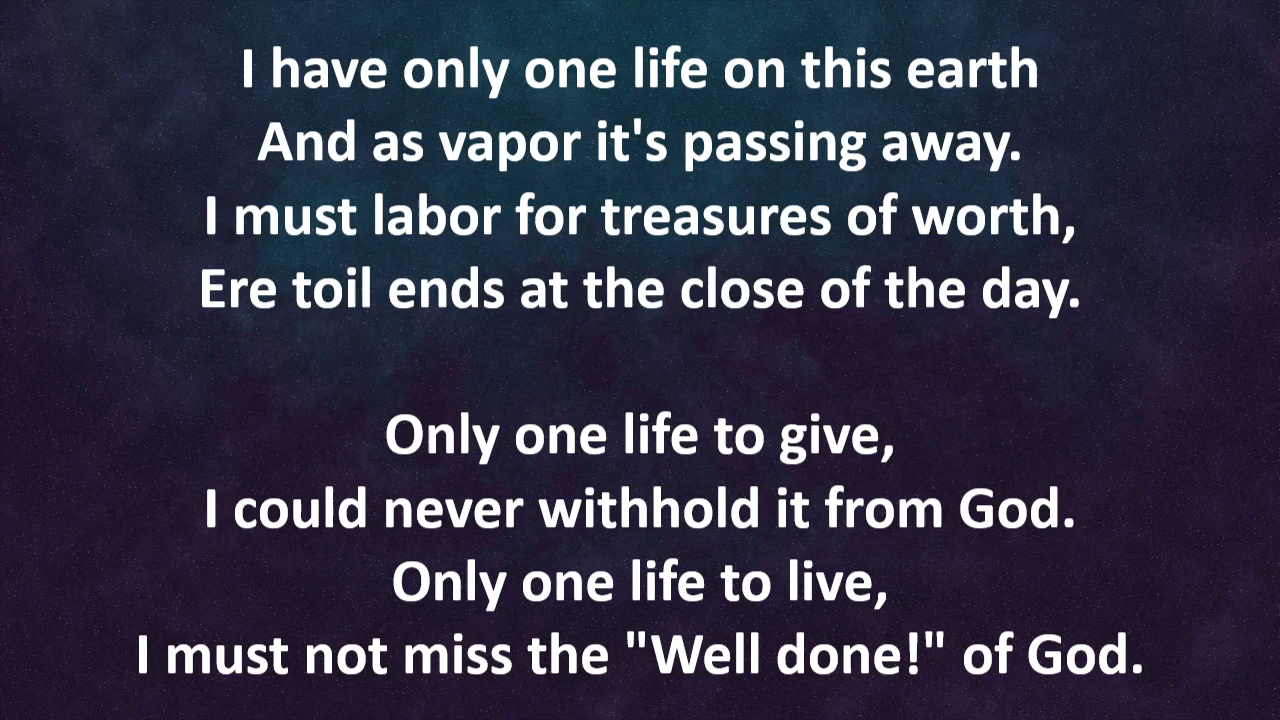 I have only one life on this earth
And as vapor it's passing away.
I must labor for treasures of worth,
Ere toil ends at the close of the day.
Only one life to give,
I could never withhold it from God.
Only one life to live,
I must not miss the "Well done!" of God.